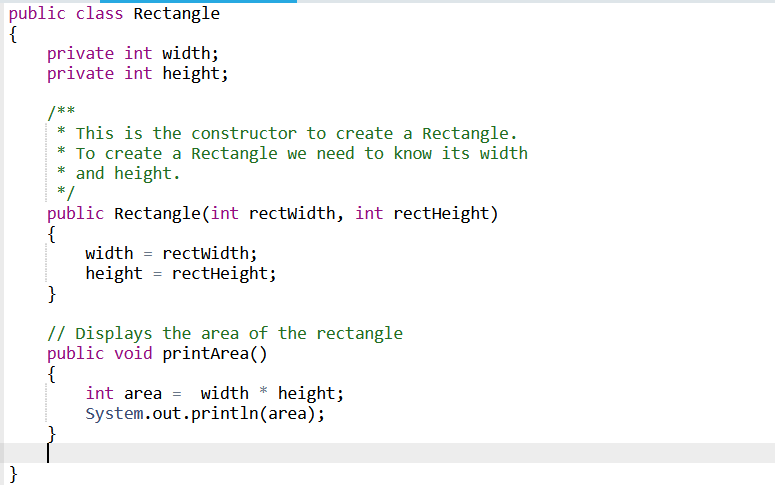 public class Rectangle
{
    private int width;
    private int height;

    /**
     * This is the constructor to create a Rectangle.
     * To create a Rectangle we need to know its width
     * and height.
     */
    public Rectangle(int rectWidth, int rectHeight)
    {
        width = rectWidth;
        height = rectHeight;
    }

    // Displays the area of the rectangle
    public void printArea()
    {
        int area =  width * height;
        System.out.println(area);
    }

}